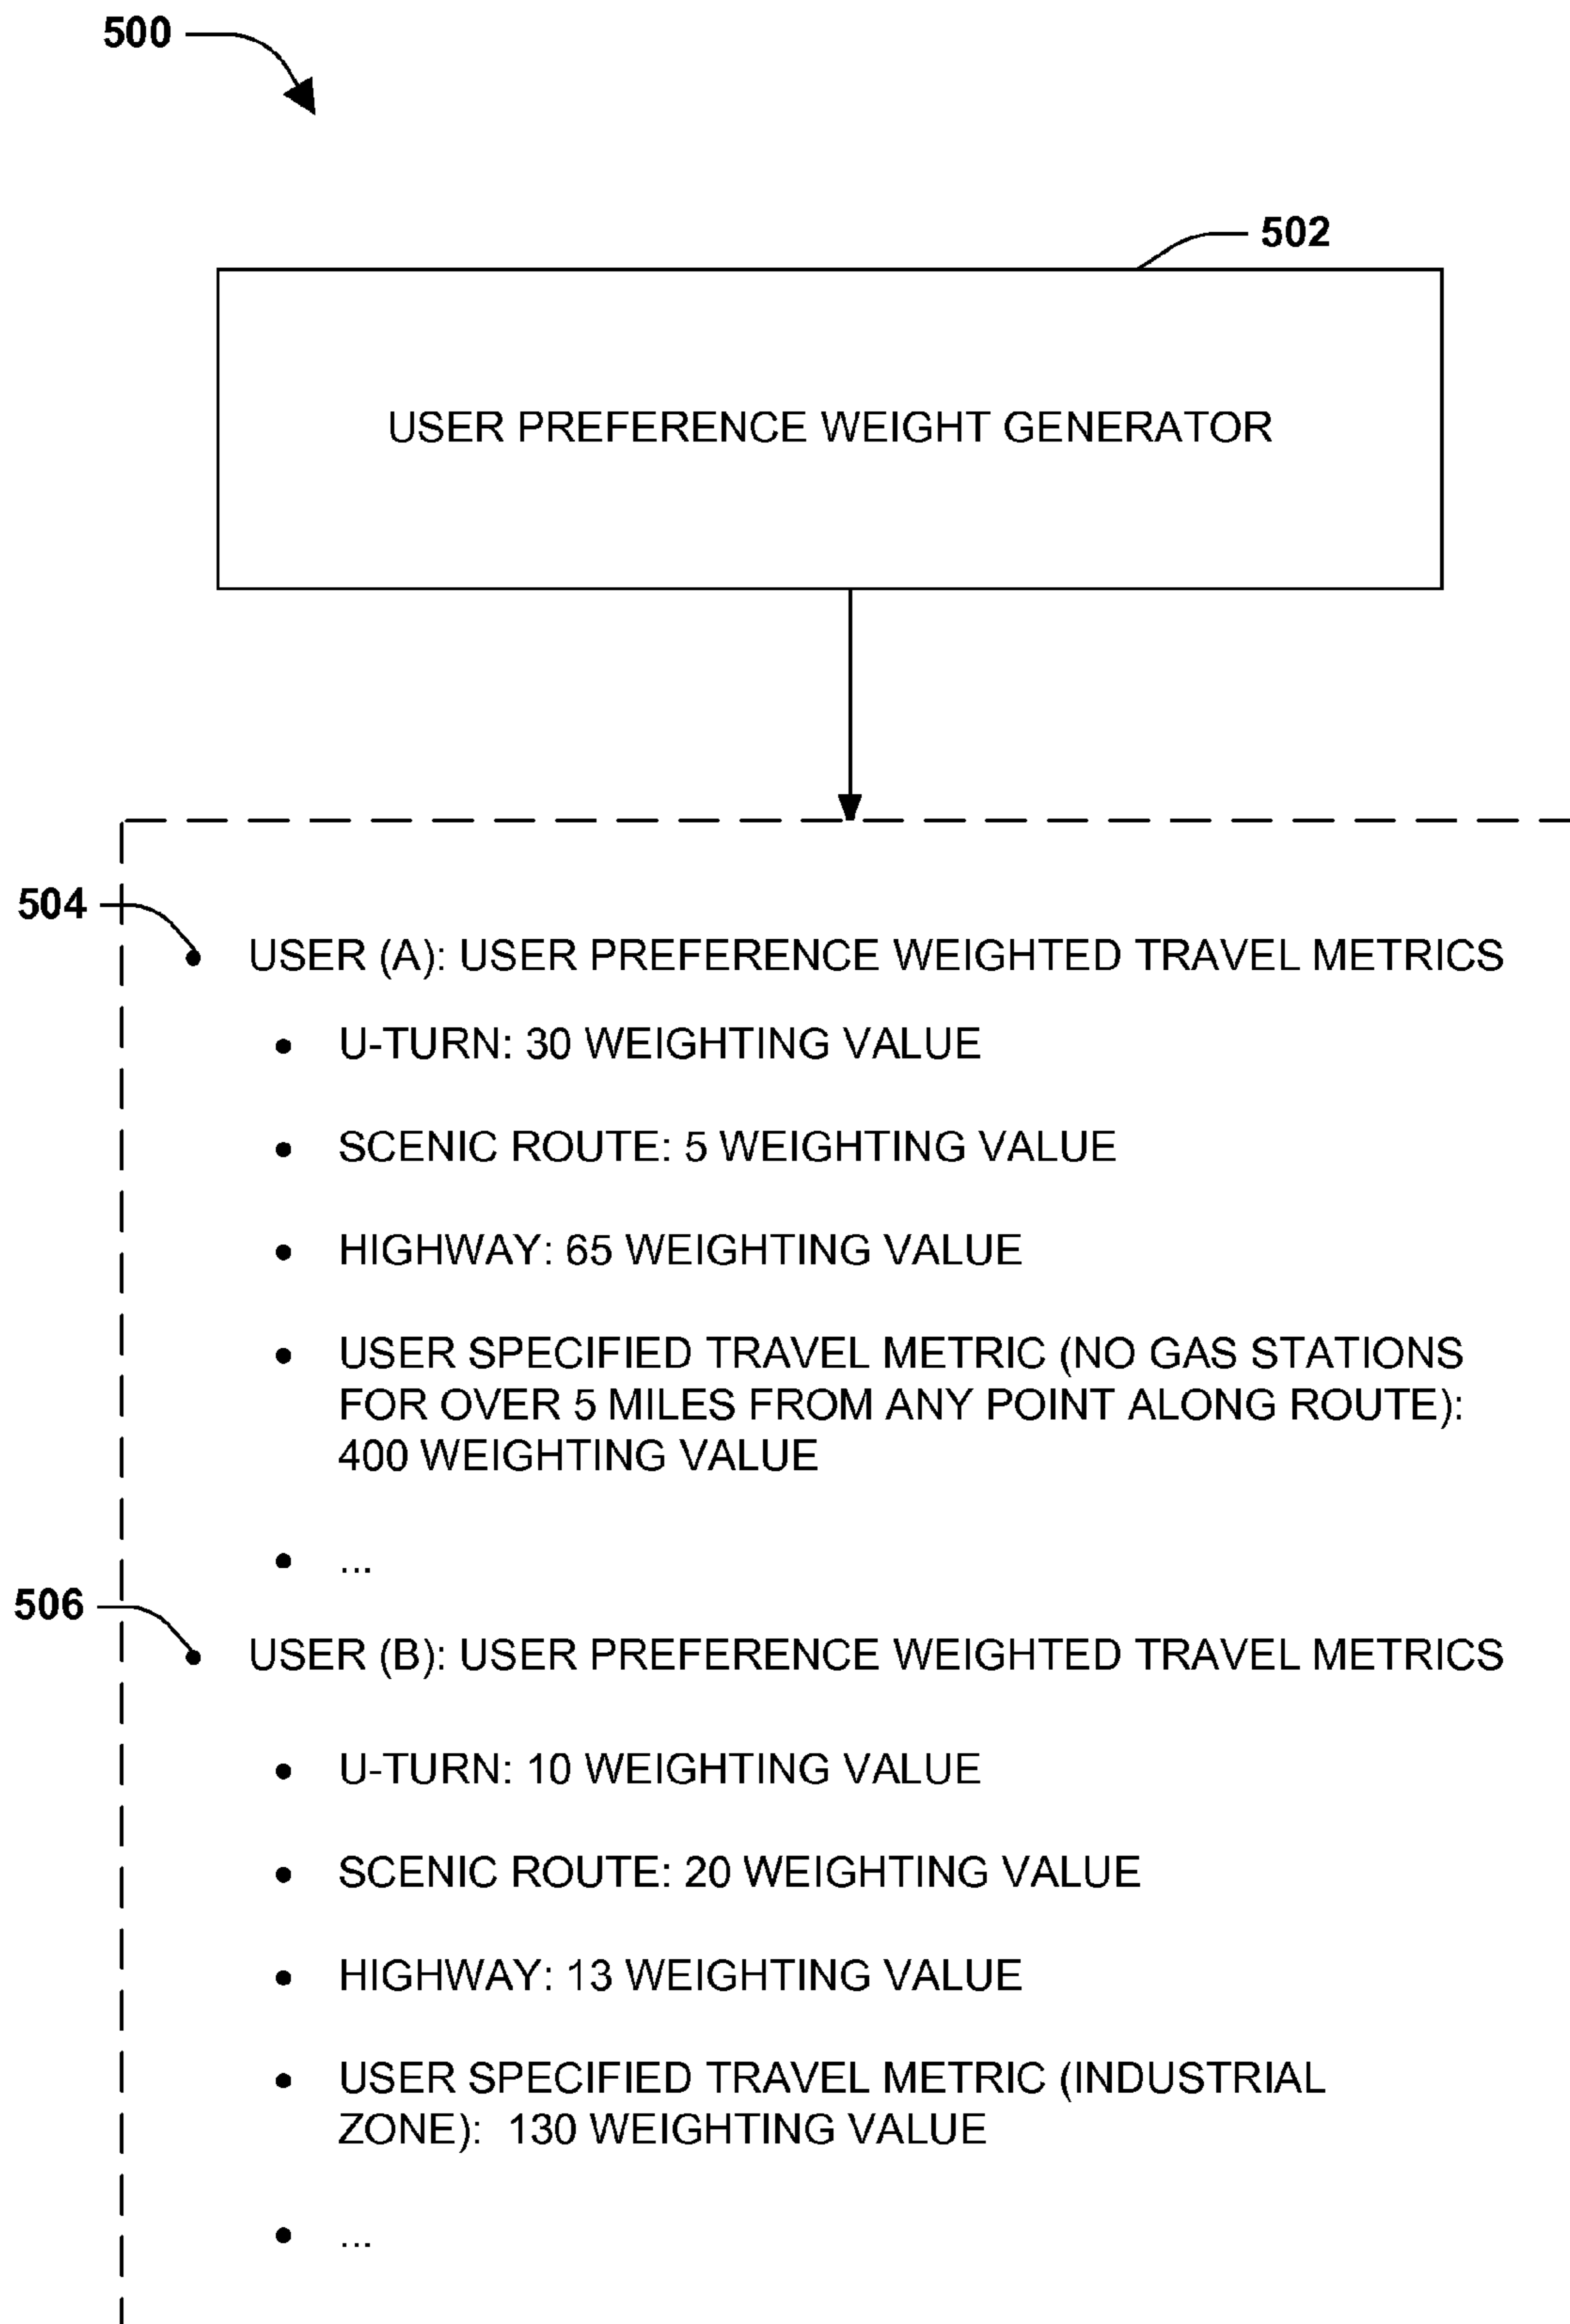 500
502
USER PREFERENCE WEIGHT GENERATOR
504
USER (A): USER PREFERENCE WEIGHTED TRAVEL METRICS
• U-TURN: 30 WEIGHTING VALUE
• SCENIC ROUTE: 5 WEIGHTING VALUE
• HIGHWAY: 65 WEIGHTING VALUE
• USER SPECIFIED TRAVEL METRIC (NO GAS STATIONS
FOR OVER 5 MILES FROM ANY POINT ALONG ROUTE):
400 WEIGHTING VALUE
• ...
506
USER (B): USER PREFERENCE WEIGHTED TRAVEL METRICS
• U-TURN: 10 WEIGHTING VALUE
• SCENIC ROUTE: 20 WEIGHTING VALUE
• HIGHWAY: 13 WEIGHTING VALUE
• USER SPECIFIED TRAVEL METRIC (INDUSTRIAL
ZONE): 130 WEIGHTING VALUE
• ...